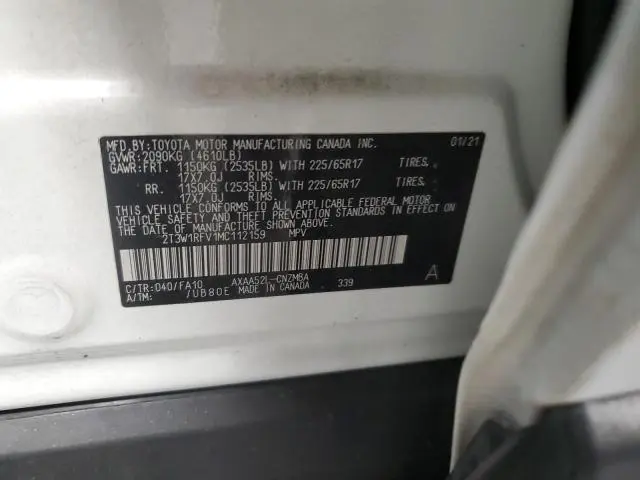 MFD.BY:TOYOTA MOTOR MANUFACTURING CANADA INC. 01/21
GVWR:2090KG (4610LB)
GAWR:FRT. 1150KG (2535LB) WITH 225/65R17 TIRES,
17X7.0J RIMS.
RR. 1150KG (2535LB) WITH 225/65R17 TIRES,
17X7.0J RIMS.
THIS VEHICLE CONFORMS TO ALL APPLICABLE FEDERAL MOTOR
VEHICLE SAFETY AND THEFT PREVENTION STANDARDS IN EFFECT
ON THE DATE OF MANUFACTURE SHOWN ABOVE.
2T3W1RFV1MC112159 MPV
C/TR:040/FA10 AXAA52L-CNZMBA 339 A
A/TM: /UB80E MADE IN CANADA